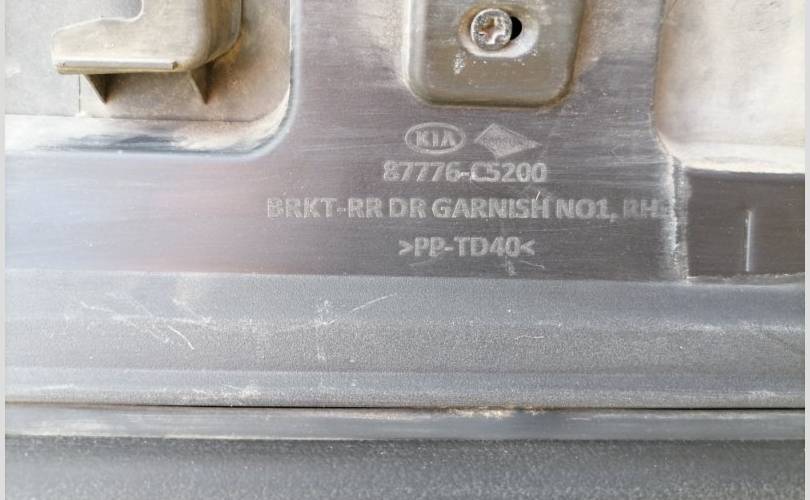 KIA
87776-C5200
BRKT-RR DR GARNISH NO1, RH
>PP-TD40<